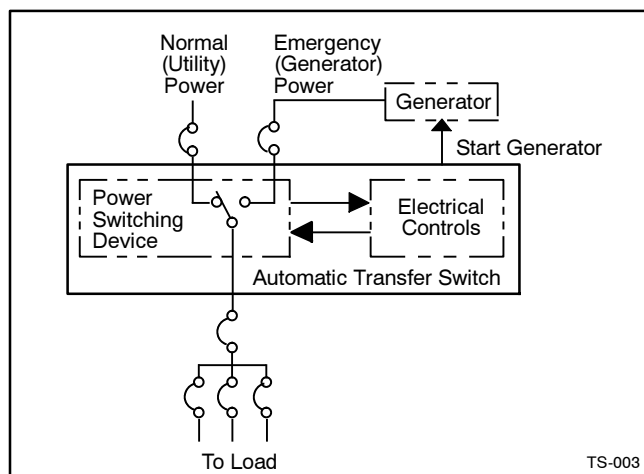 Normal
(Utility)
Power
Emergency
(Generator)
Power
Generator
Start Generator
Power
Switching
Device
Electrical
Controls
Automatic Transfer Switch
To Load
TS-003